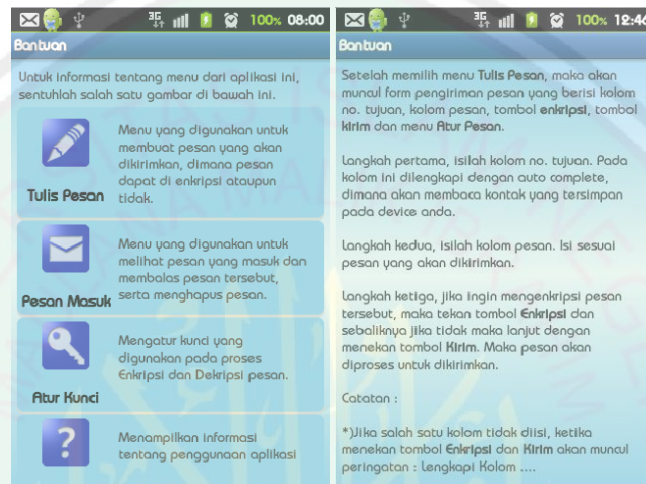 3G 100% 08:00
Bantuan
Untuk informasi tentang menu dari aplikasi ini,
sentuhlah salah satu gambar di bawah ini.
Menu yang digunakan untuk
membuat pesan yang akan
dikirimkan, dimana pesan
dapat di enkripsi ataupun
tidak.
Tulis Pesan
Menu yang digunakan untuk
melihat pesan yang masuk dan
membalas pesan tersebut,
serta menghapus pesan.
Pesan Masuk
Mengatur kunci yang
digunakan pada proses
Enkripsi dan Dekripsi pesan.
Atur Kunci
?
Menampilkan informasi
tentang penggunaan aplikasi
3G 100% 12:46
Bantuan
Setelah memilih menu Tulis Pesan, maka akan
muncul form pengiriman pesan yang berisi kolom
no. tujuan, kolom pesan, tombol enkripsi, tombol
kirim dan menu Atur Pesan.
Langkah pertama, isilah kolom no. tujuan. Pada
kolom ini dilengkapi dengan auto complete,
dimana akan membaca kontak yang tersimpan
pada device anda.
Langkah kedua, isilah kolom pesan. Isi sesuai
pesan yang akan dikirimkan.
Langkah ketiga, jika ingin mengenkripsi pesan
tersebut, maka tekan tombol Enkripsi dan
sebaliknya jika tidak maka lanjut dengan
menekan tombol Kirim. Maka pesan akan
diproses untuk dikirimkan.
Catatan :
*)Jika salah satu kolom tidak diisi, ketika
menekan tombol Enkripsi dan Kirim akan muncul
peringatan : Lengkapi Kolom ....